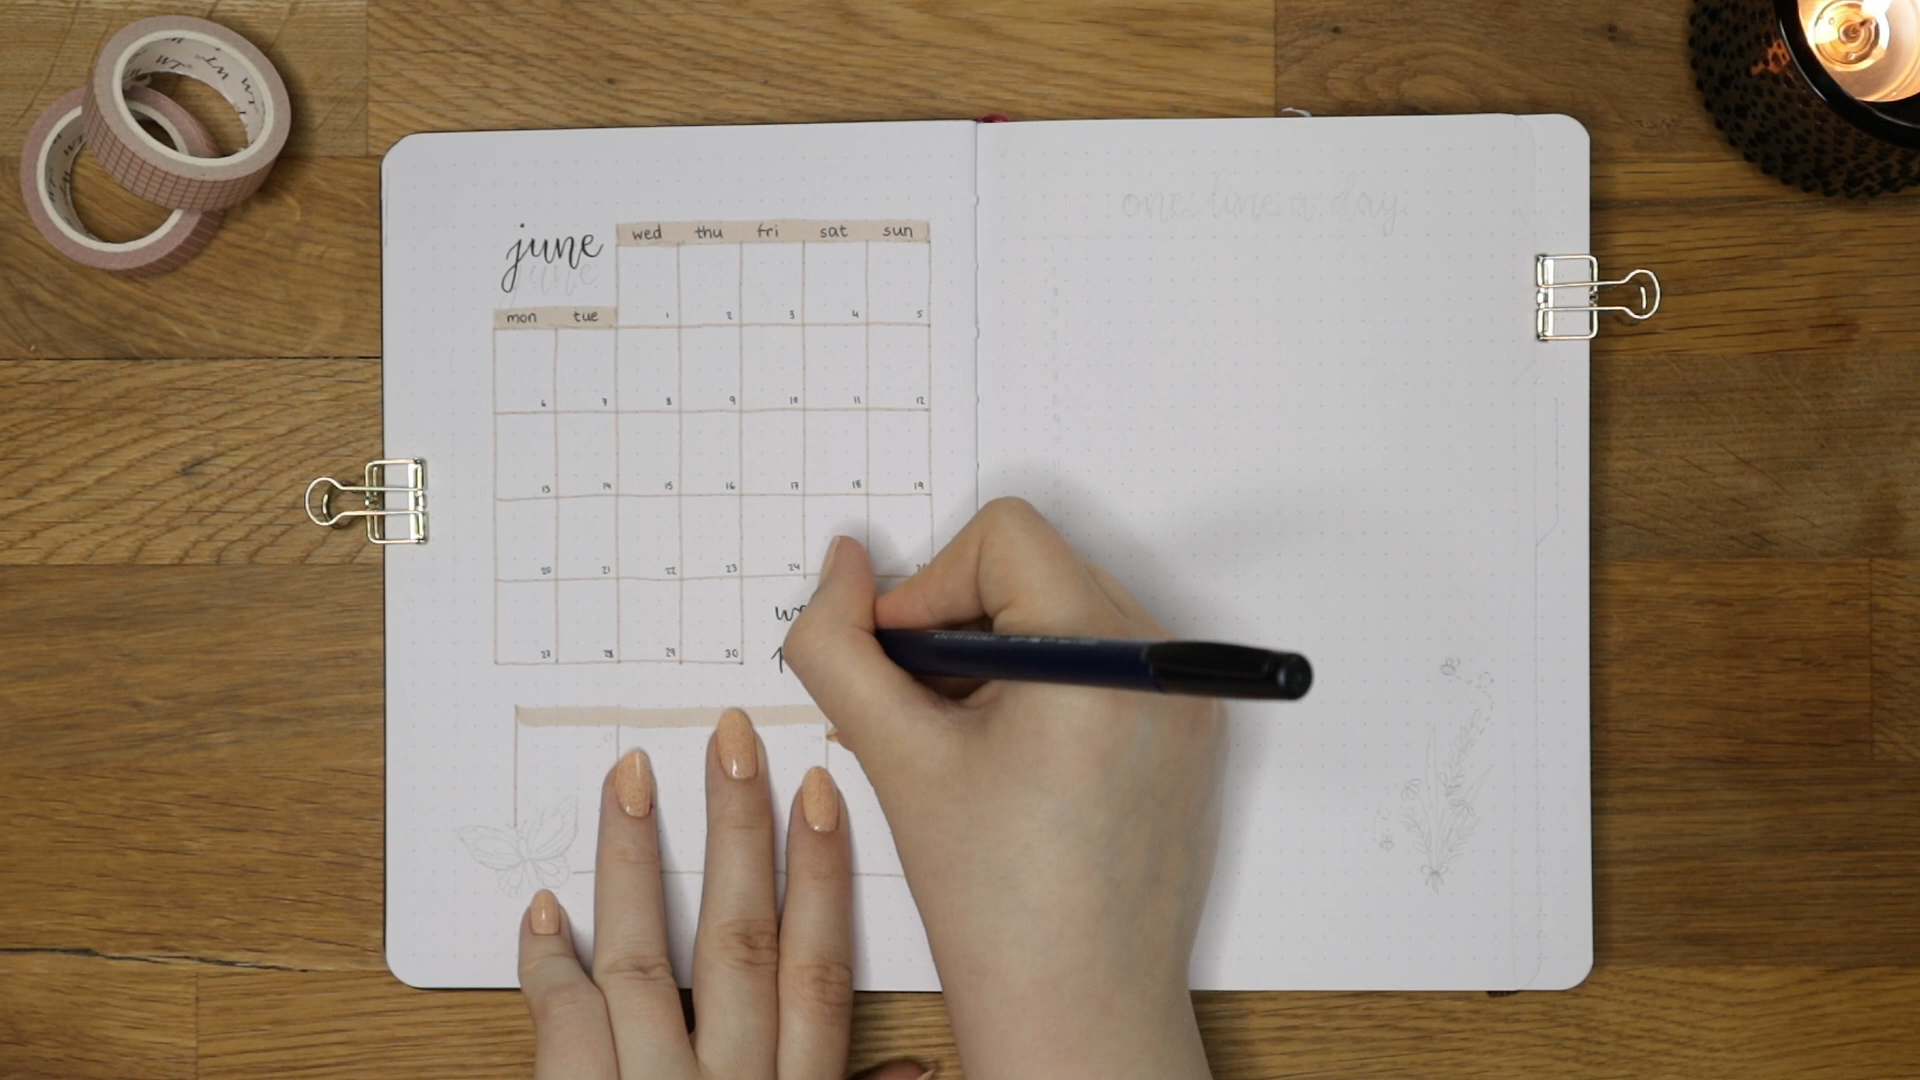 one line a day
june
june
wed thu fri sat sun
mon tue
1 2 3 4 5
6 7 8 9 10 11 12
13 14 15 16 17 18 19
20 21 22 23 24
27 28 29 30